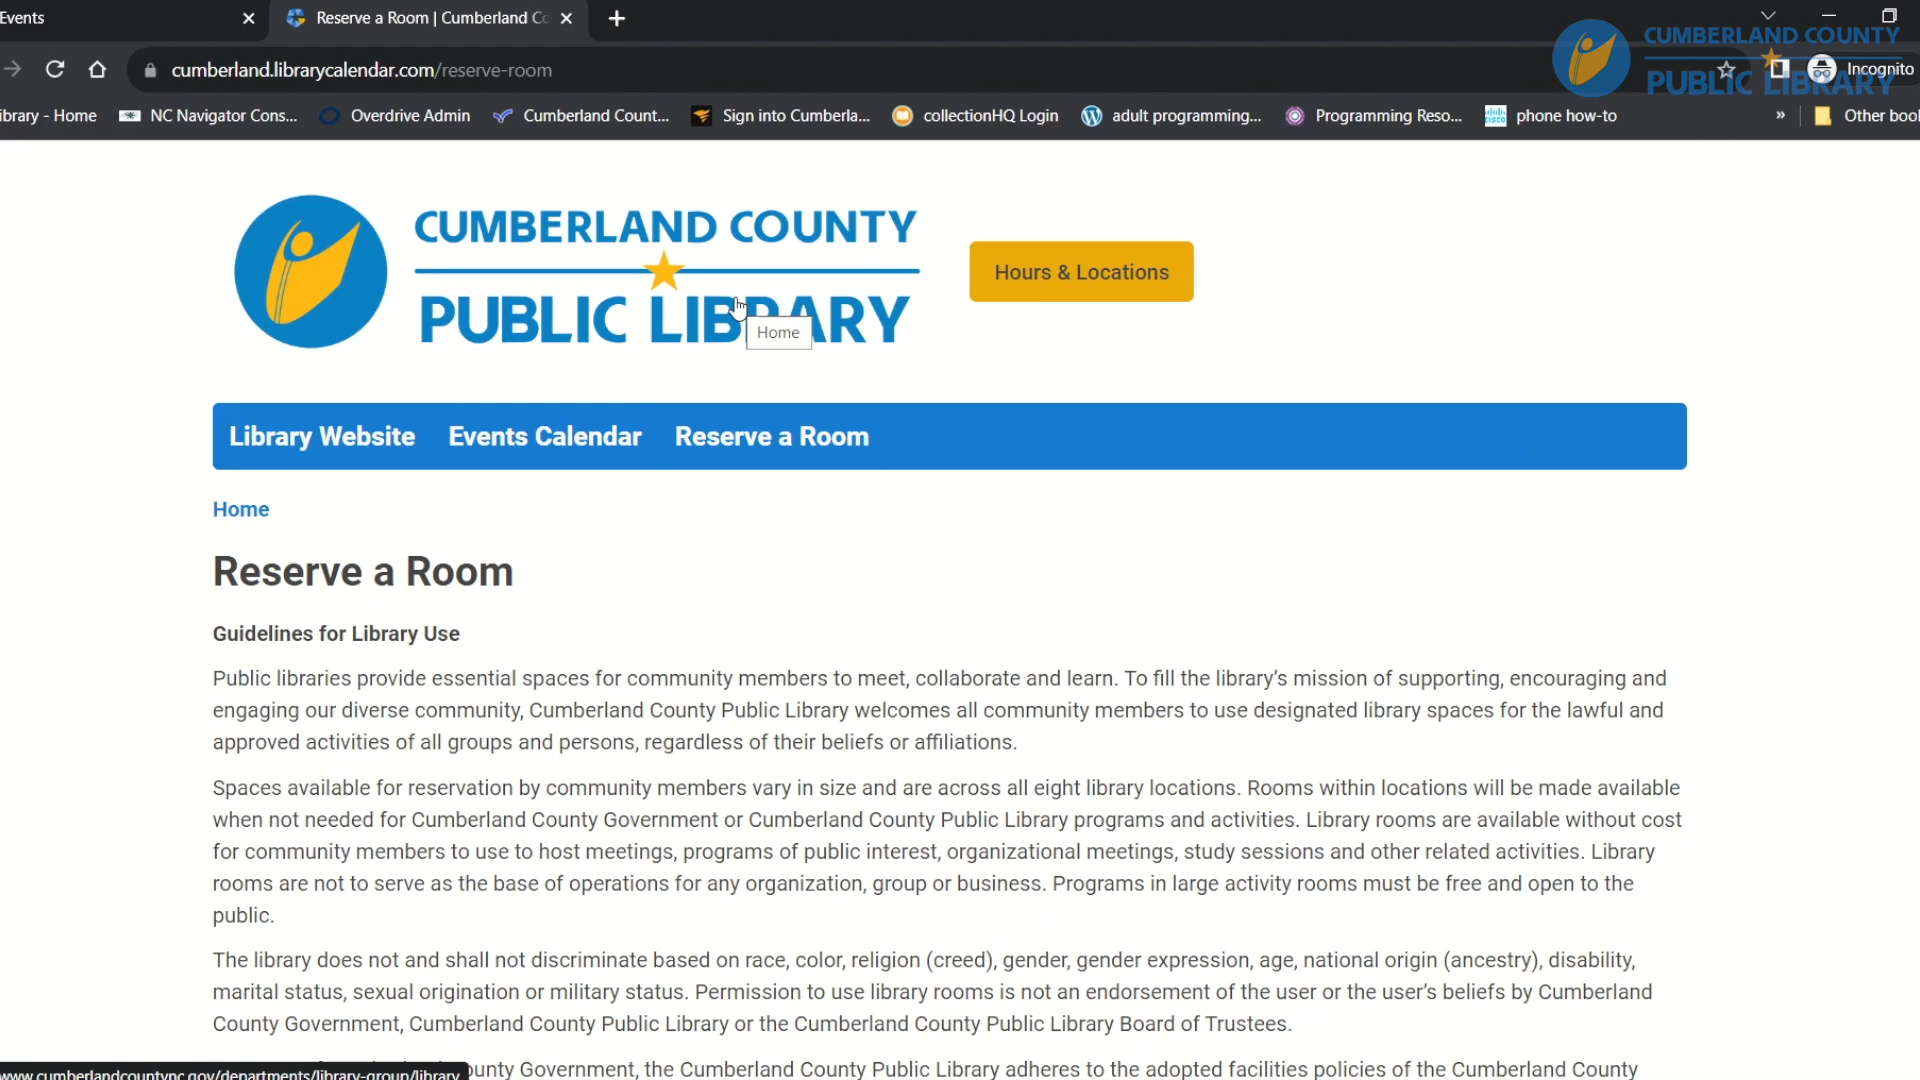 Events
Reserve a Room | Cumberland Co
CUMBERLAND COUNTY
PUBLIC LIBRARY
cumberland.librarycalendar.com/reserve-room
Incognito
ibrary - Home
NC Navigator Cons...
Overdrive Admin
Cumberland Count...
Sign into Cumberla...
collectionHQ Login
adult programming...
Programming Reso...
phone how-to
»
Other bool
CUMBERLAND COUNTY
PUBLIC LIBRARY
Home
Hours & Locations
Library Website
Events Calendar
Reserve a Room
Home
Reserve a Room
Guidelines for Library Use
Public libraries provide essential spaces for community members to meet, collaborate and learn. To fill the library’s mission of supporting, encouraging and
engaging our diverse community, Cumberland County Public Library welcomes all community members to use designated library spaces for the lawful and
approved activities of all groups and persons, regardless of their beliefs or affiliations.
Spaces available for reservation by community members vary in size and are across all eight library locations. Rooms within locations will be made available
when not needed for Cumberland County Government or Cumberland County Public Library programs and activities. Library rooms are available without cost
for community members to use to host meetings, programs of public interest, organizational meetings, study sessions and other related activities. Library
rooms are not to serve as the base of operations for any organization, group or business. Programs in large activity rooms must be free and open to the
public.
The library does not and shall not discriminate based on race, color, religion (creed), gender, gender expression, age, national origin (ancestry), disability,
marital status, sexual origination or military status. Permission to use library rooms is not an endorsement of the user or the user’s beliefs by Cumberland
County Government, Cumberland County Public Library or the Cumberland County Public Library Board of Trustees.
ounty Government, the Cumberland County Public Library adheres to the adopted facilities policies of the Cumberland County
www.cumberlandcountync.gov/departments/library-group/library